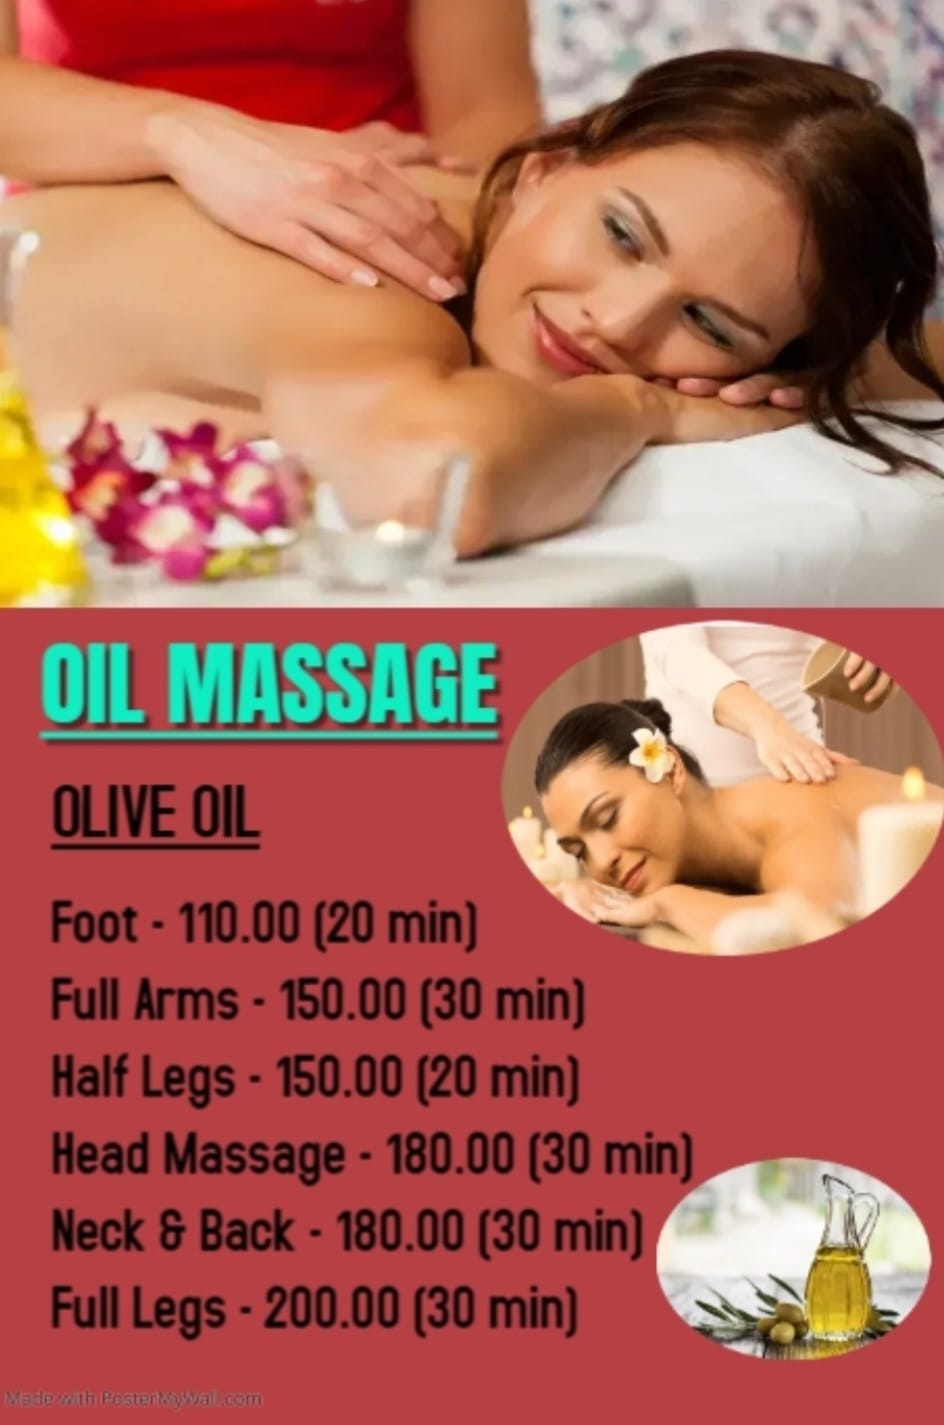 OIL MASSAGE
OLIVE OIL
Foot - 110.00 (20 min)
Full Arms - 150.00 (30 min)
Half Legs - 150.00 (20 min)
Head Massage - 180.00 (30 min)
Neck & Back - 180.00 (30 min)
Full Legs - 200.00 (30 min)
Made with PosterMyWall.com